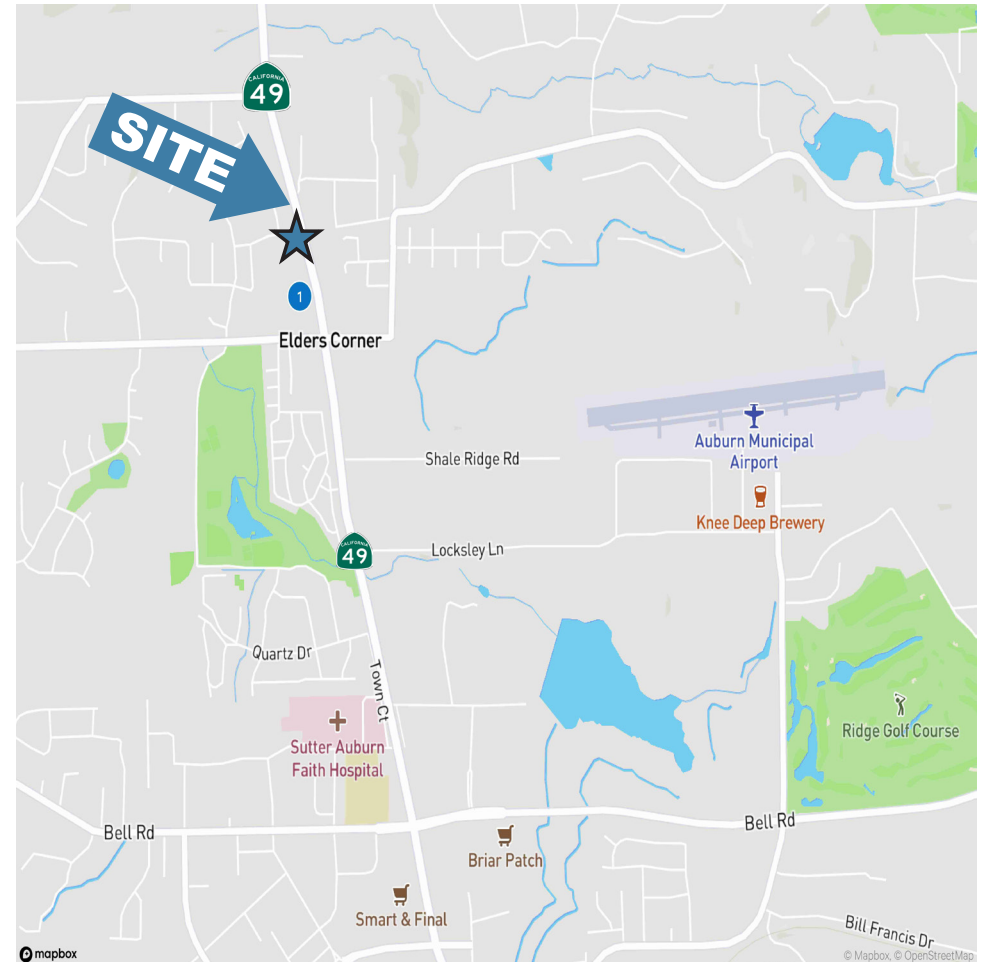 CALIFORNIA
49
SITE
1
Elders Corner
Auburn Municipal
Airport
Shale Ridge Rd
Knee Deep Brewery
CALIFORNIA
49
Locksley Ln
Quartz Dr
Town Ct
Ridge Golf Course
Sutter Auburn
Faith Hospital
Bell Rd
Bell Rd
Briar Patch
Smart & Final
Bill Francis Dr
mapbox
© Mapbox, © OpenStreetMap